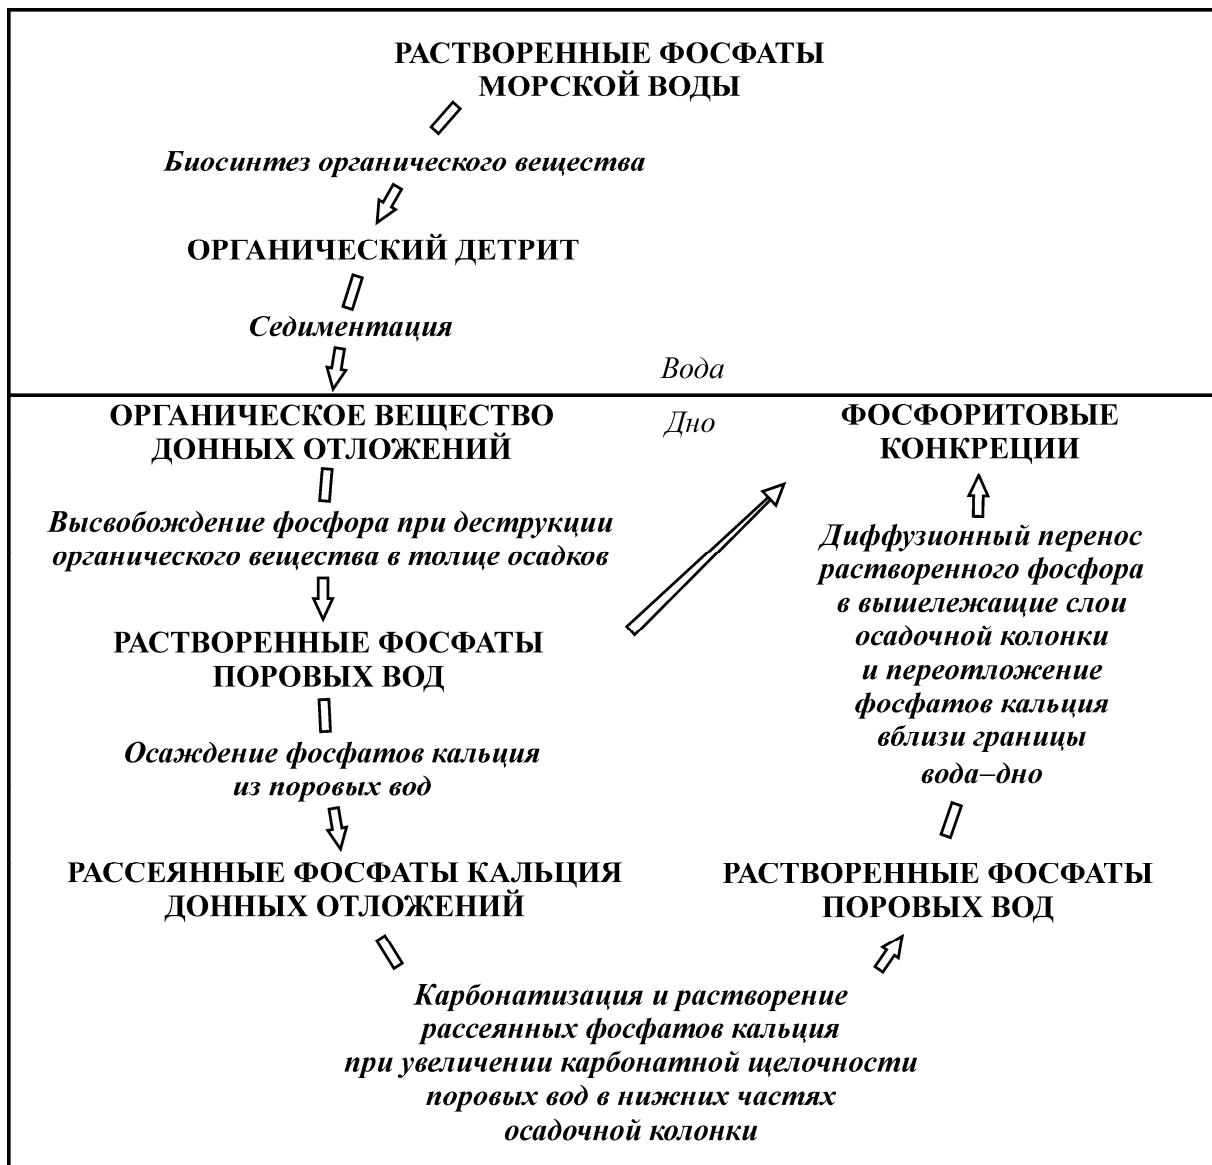 РАСТВОРЕННЫЕ ФОСФАТЫ
МОРСКОЙ ВОДЫ
Биосинтез органического вещества
ОРГАНИЧЕСКИЙ ДЕТРИТ
Седиментация
Вода
Дно
ОРГАНИЧЕСКОЕ ВЕЩЕСТВО
ДОННЫХ ОТЛОЖЕНИЙ
Высвобождение фосфора при деструкции
органического вещества в толще осадков
РАСТВОРЕННЫЕ ФОСФАТЫ
ПОРОВЫХ ВОД
Осаждение фосфатов кальция
из поровых вод
РАССЕЯННЫЕ ФОСФАТЫ КАЛЬЦИЯ
ДОННЫХ ОТЛОЖЕНИЙ
Карбонатизация и растворение
рассеянных фосфатов кальция
при увеличении карбонатной щелочности
поровых вод в нижних частях
осадочной колонки
РАСТВОРЕННЫЕ ФОСФАТЫ
ПОРОВЫХ ВОД
Диффузионный перенос
растворенного фосфора
в вышележащие слои
осадочной колонки
и переотложение
фосфатов кальция
вблизи границы
вода–дно
ФОСФОРИТОВЫЕ
КОНКРЕЦИИ